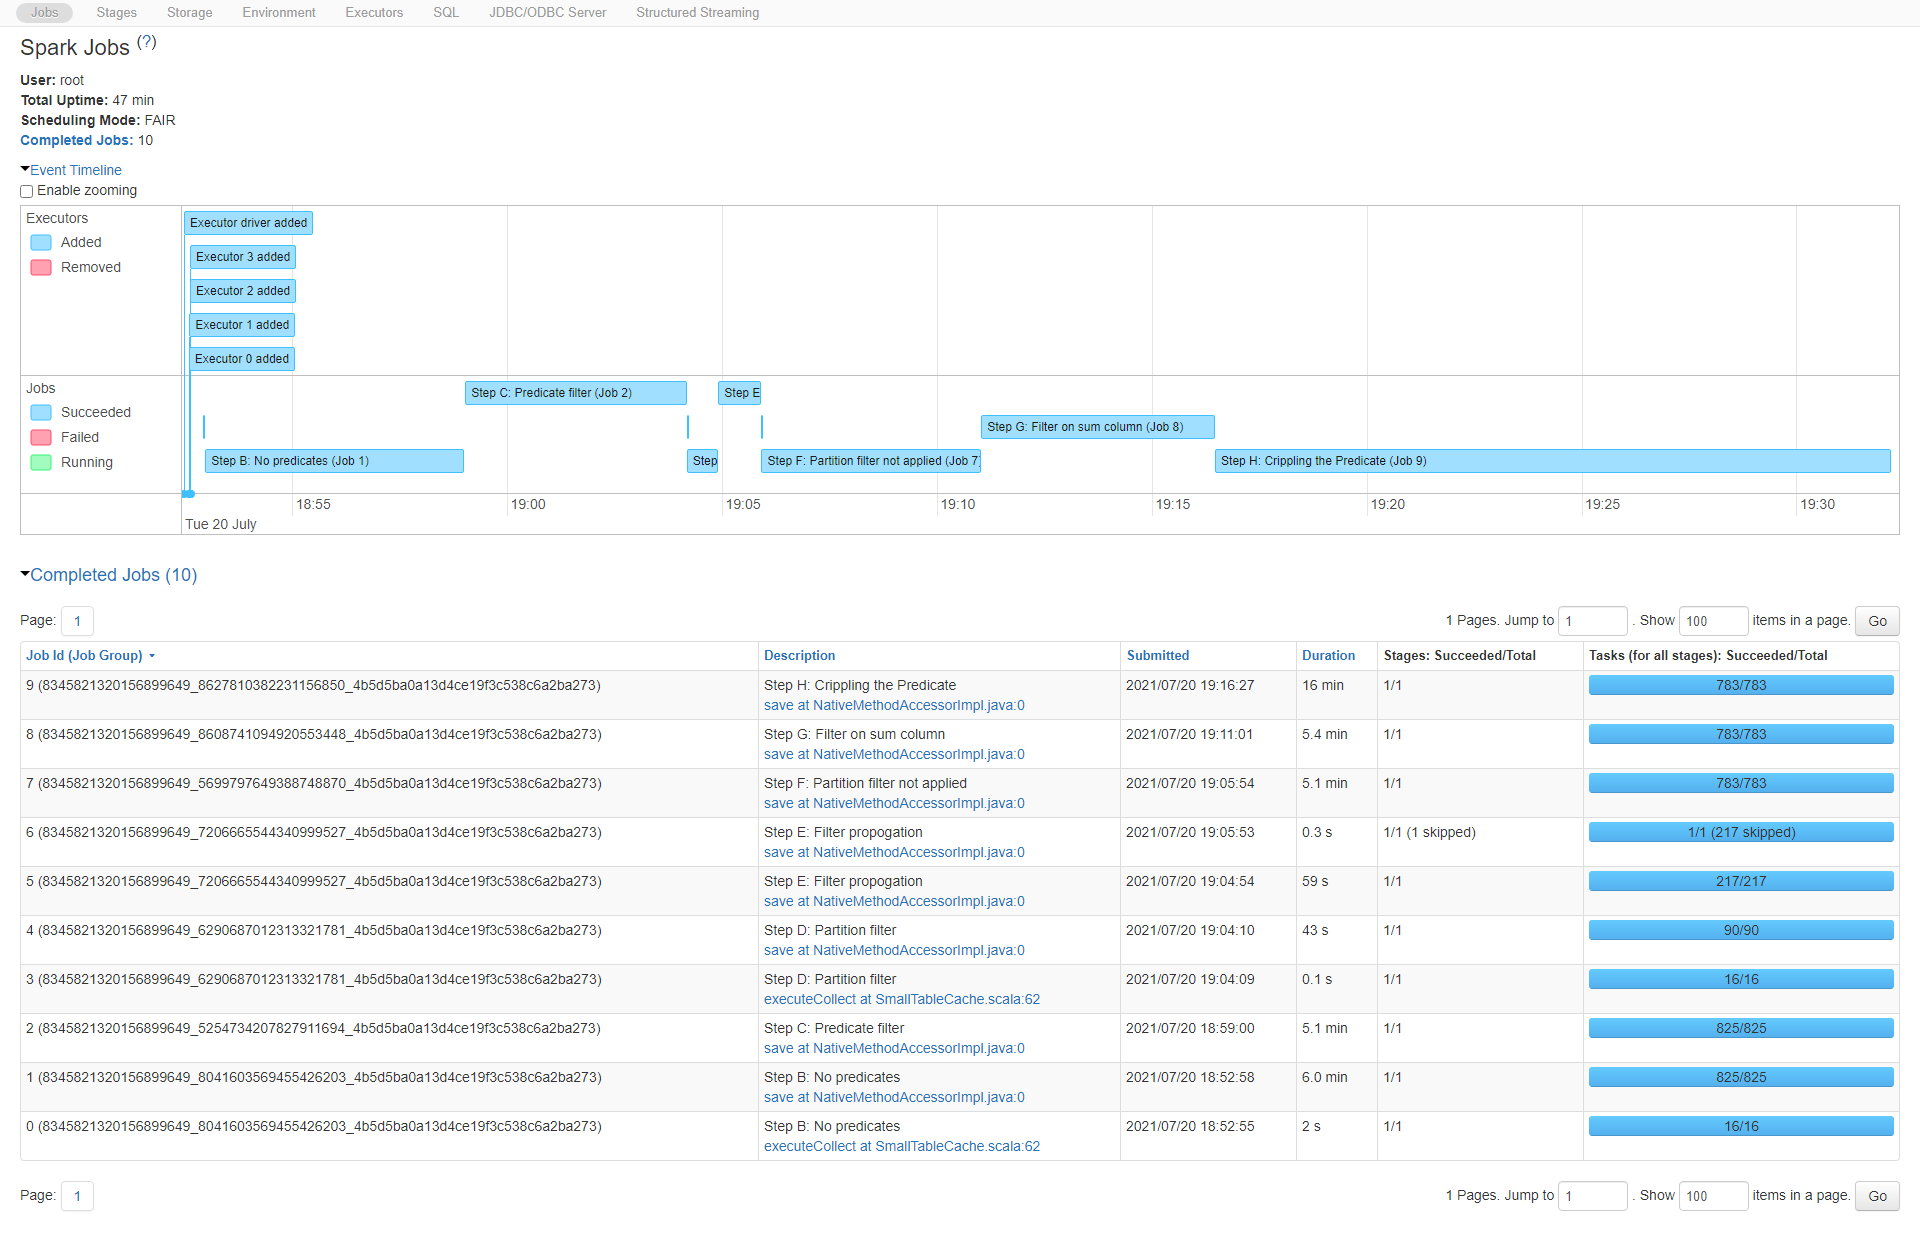 Jobs Stages Storage Environment Executors SQL JDBC/ODBC Server Structured Streaming
Spark Jobs (?)
User: root
Total Uptime: 47 min
Scheduling Mode: FAIR
Completed Jobs: 10
Event Timeline
Enable zooming
Executors
Added
Removed
Executor driver added
Executor 3 added
Executor 2 added
Executor 1 added
Executor 0 added
Jobs
Succeeded
Failed
Running
Step C: Predicate filter (Job 2)
Step E
Step G: Filter on sum column (Job 8)
Step B: No predicates (Job 1)
Step
Step F: Partition filter not applied (Job 7)
Step H: Crippling the Predicate (Job 9)
18:55 19:00 19:05 19:10 19:15 19:20 19:25 19:30
Tue 20 July
Completed Jobs (10)
Page: 1
1 Pages. Jump to 1 . Show 100 items in a page. Go
Job Id (Job Group) Description Submitted Duration Stages: Succeeded/Total Tasks (for all stages): Succeeded/Total
9 (8345821320156899649_8627810382231156850_4b5d5ba0a13d4ce19f3c538c6a2ba273) Step H: Crippling the Predicate 2021/07/20 19:16:27 16 min 1/1 783/783
save at NativeMethodAccessorImpl.java:0
8 (8345821320156899649_8608741094920553448_4b5d5ba0a13d4ce19f3c538c6a2ba273) Step G: Filter on sum column 2021/07/20 19:11:01 5.4 min 1/1 783/783
save at NativeMethodAccessorImpl.java:0
7 (8345821320156899649_5699797649388748870_4b5d5ba0a13d4ce19f3c538c6a2ba273) Step F: Partition filter not applied 2021/07/20 19:05:54 5.1 min 1/1 783/783
save at NativeMethodAccessorImpl.java:0
6 (8345821320156899649_7206665544340999527_4b5d5ba0a13d4ce19f3c538c6a2ba273) Step E: Filter propogation 2021/07/20 19:05:53 0.3 s 1/1 (1 skipped) 1/1 (217 skipped)
save at NativeMethodAccessorImpl.java:0
5 (8345821320156899649_7206665544340999527_4b5d5ba0a13d4ce19f3c538c6a2ba273) Step E: Filter propogation 2021/07/20 19:04:54 59 s 1/1 217/217
save at NativeMethodAccessorImpl.java:0
4 (8345821320156899649_6290687012313321781_4b5d5ba0a13d4ce19f3c538c6a2ba273) Step D: Partition filter 2021/07/20 19:04:10 43 s 1/1 90/90
save at NativeMethodAccessorImpl.java:0
3 (8345821320156899649_6290687012313321781_4b5d5ba0a13d4ce19f3c538c6a2ba273) Step D: Partition filter 2021/07/20 19:04:09 0.1 s 1/1 16/16
executeCollect at SmallTableCache.scala:62
2 (8345821320156899649_5254734207827911694_4b5d5ba0a13d4ce19f3c538c6a2ba273) Step C: Predicate filter 2021/07/20 18:59:00 5.1 min 1/1 825/825
save at NativeMethodAccessorImpl.java:0
1 (8345821320156899649_8041603569455426203_4b5d5ba0a13d4ce19f3c538c6a2ba273) Step B: No predicates 2021/07/20 18:52:58 6.0 min 1/1 825/825
save at NativeMethodAccessorImpl.java:0
0 (8345821320156899649_8041603569455426203_4b5d5ba0a13d4ce19f3c538c6a2ba273) Step B: No predicates 2021/07/20 18:52:55 2 s 1/1 16/16
executeCollect at SmallTableCache.scala:62
Page: 1
1 Pages. Jump to 1 . Show 100 items in a page. Go